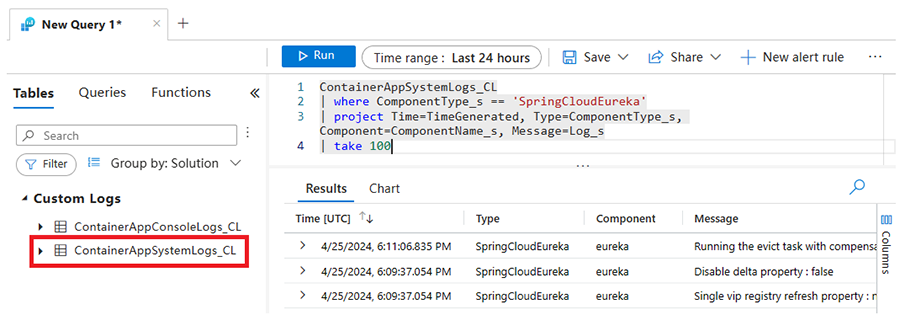 New Query 1*
Run
Time range : Last 24 hours
Save
Share
New alert rule
Tables
Queries
Functions
Search
Filter
Group by: Solution
Custom Logs
ContainerAppConsoleLogs_CL
ContainerAppSystemLogs_CL
1 ContainerAppSystemLogs_CL
2 | where ComponentType_s == 'SpringCloudEureka'
3 | project Time=TimeGenerated, Type=ComponentType_s,
Component=ComponentName_s, Message=Log_s
4 | take 100
Results
Chart
Time [UTC] Type Component Message
4/25/2024, 6:11:06.835 PM SpringCloudEureka eureka Running the evict task with compensa
4/25/2024, 6:09:37.054 PM SpringCloudEureka eureka Disable delta property : false
4/25/2024, 6:09:37.054 PM SpringCloudEureka eureka Single vip registry refresh property : n
Columns